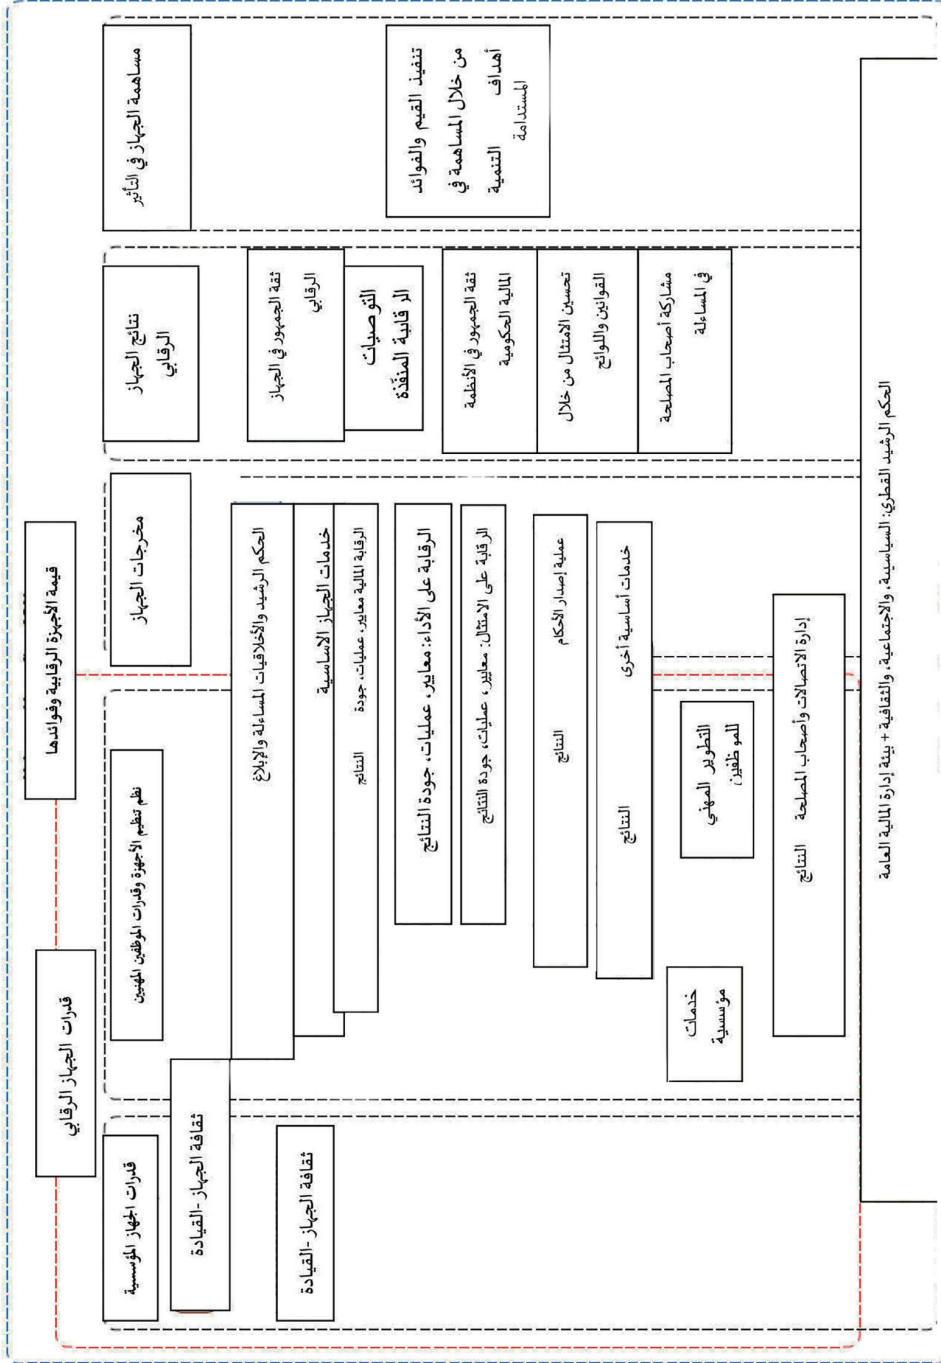 قيمة الأجهزة الرقابية وفوائدها
قدرات الجهاز الرقابي
قدرات الجهاز المؤسسية
نظم تنظيم الأجهزة وقدرات الموظفين المهنيين
مخرجات الجهاز
نتائج الجهاز
الرقابي
مساهمة الجهاز في التأثير
ثقافة الجهاز -القيادة
ثقافة الجهاز -القيادة
الحكم الرشيد والأخلاقيات المساءلة والإبلاغ
خدمات الجهاز الاساسية
الرقابة المالية معايير، عمليات، جودة النتائج
الرقابة على الأداء: معايير، عمليات، جودة النتائج
الرقابة على الامتثال: معايير، عمليات، جودة النتائج
عملية إصدار الأحكام النتائج
خدمات أساسية أخرى النتائج
التطوير المهني
للموظفين
خدمات
مؤسسية
إدارة الاتصالات وأصحاب المصلحة النتائج
ثقة الجمهور في الجهاز
الرقابي
التوصيات
الرقابية المنفّذة
ثقة الجمهور في الأنظمة
المالية الحكومية
تحسين الامتثال من خلال
القوانين واللوائح
مشاركة أصحاب المصلحة
في المساءلة
تنفيذ القيم والفوائد
من خلال المساهمة في
أهداف التنمية
المستدامة
الحكم الرشيد القطري: السياسية، والاجتماعية، والثقافية + بيئة إدارة المالية العامة